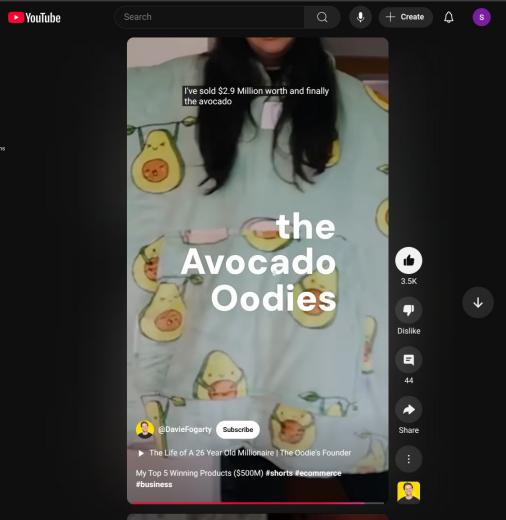 YouTube
Search
Create
S
ns
I've sold $2.9 Million worth and finally
the avocado
the
Avocado
Oodies
3.5K
Dislike
44
Share
@DavieFogarty
Subscribe
The Life of A 26 Year Old Millionaire | The Oodie's Founder
My Top 5 Winning Products ($500M) #shorts #ecommerce
#business